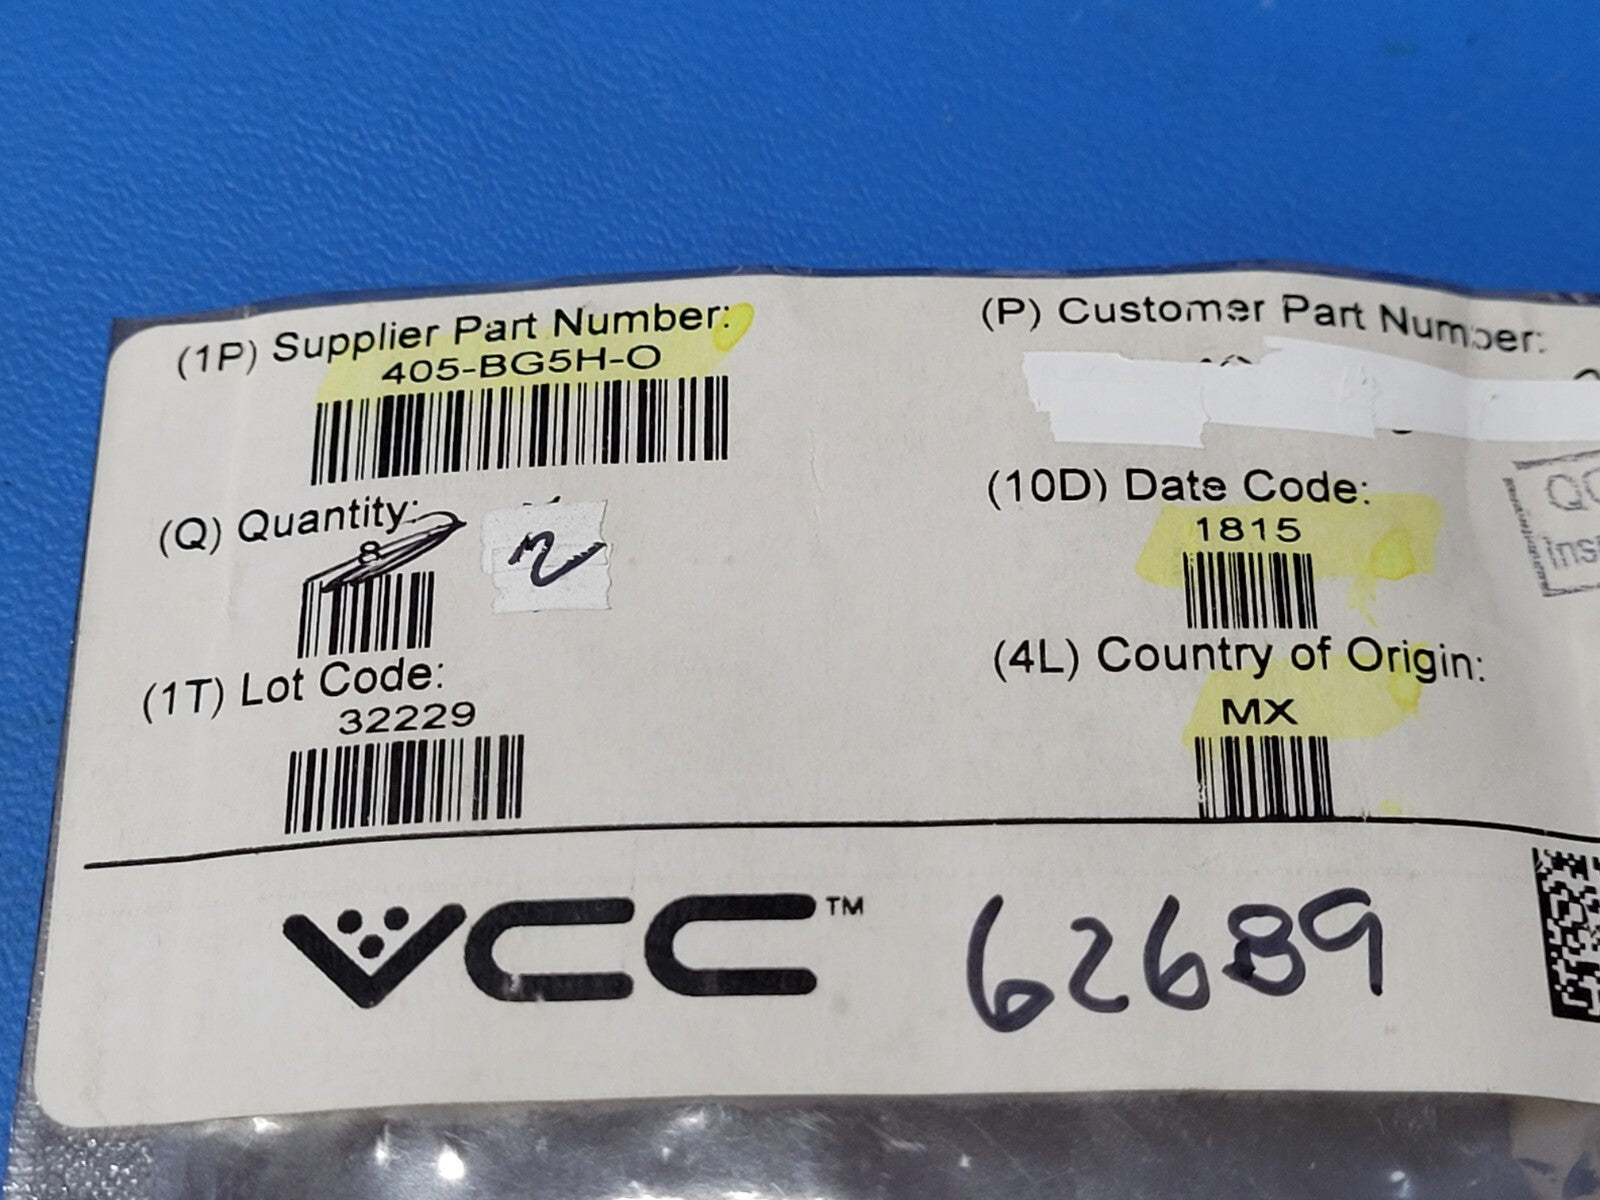 (1P) Supplier Part Number:
405-BG5H-O
(Q) Quantity:
8
2
(1T) Lot Code:
32229
(P) Customer Part Number:
(10D) Date Code:
1815
(4L) Country of Origin:
MX
VCC™
62689